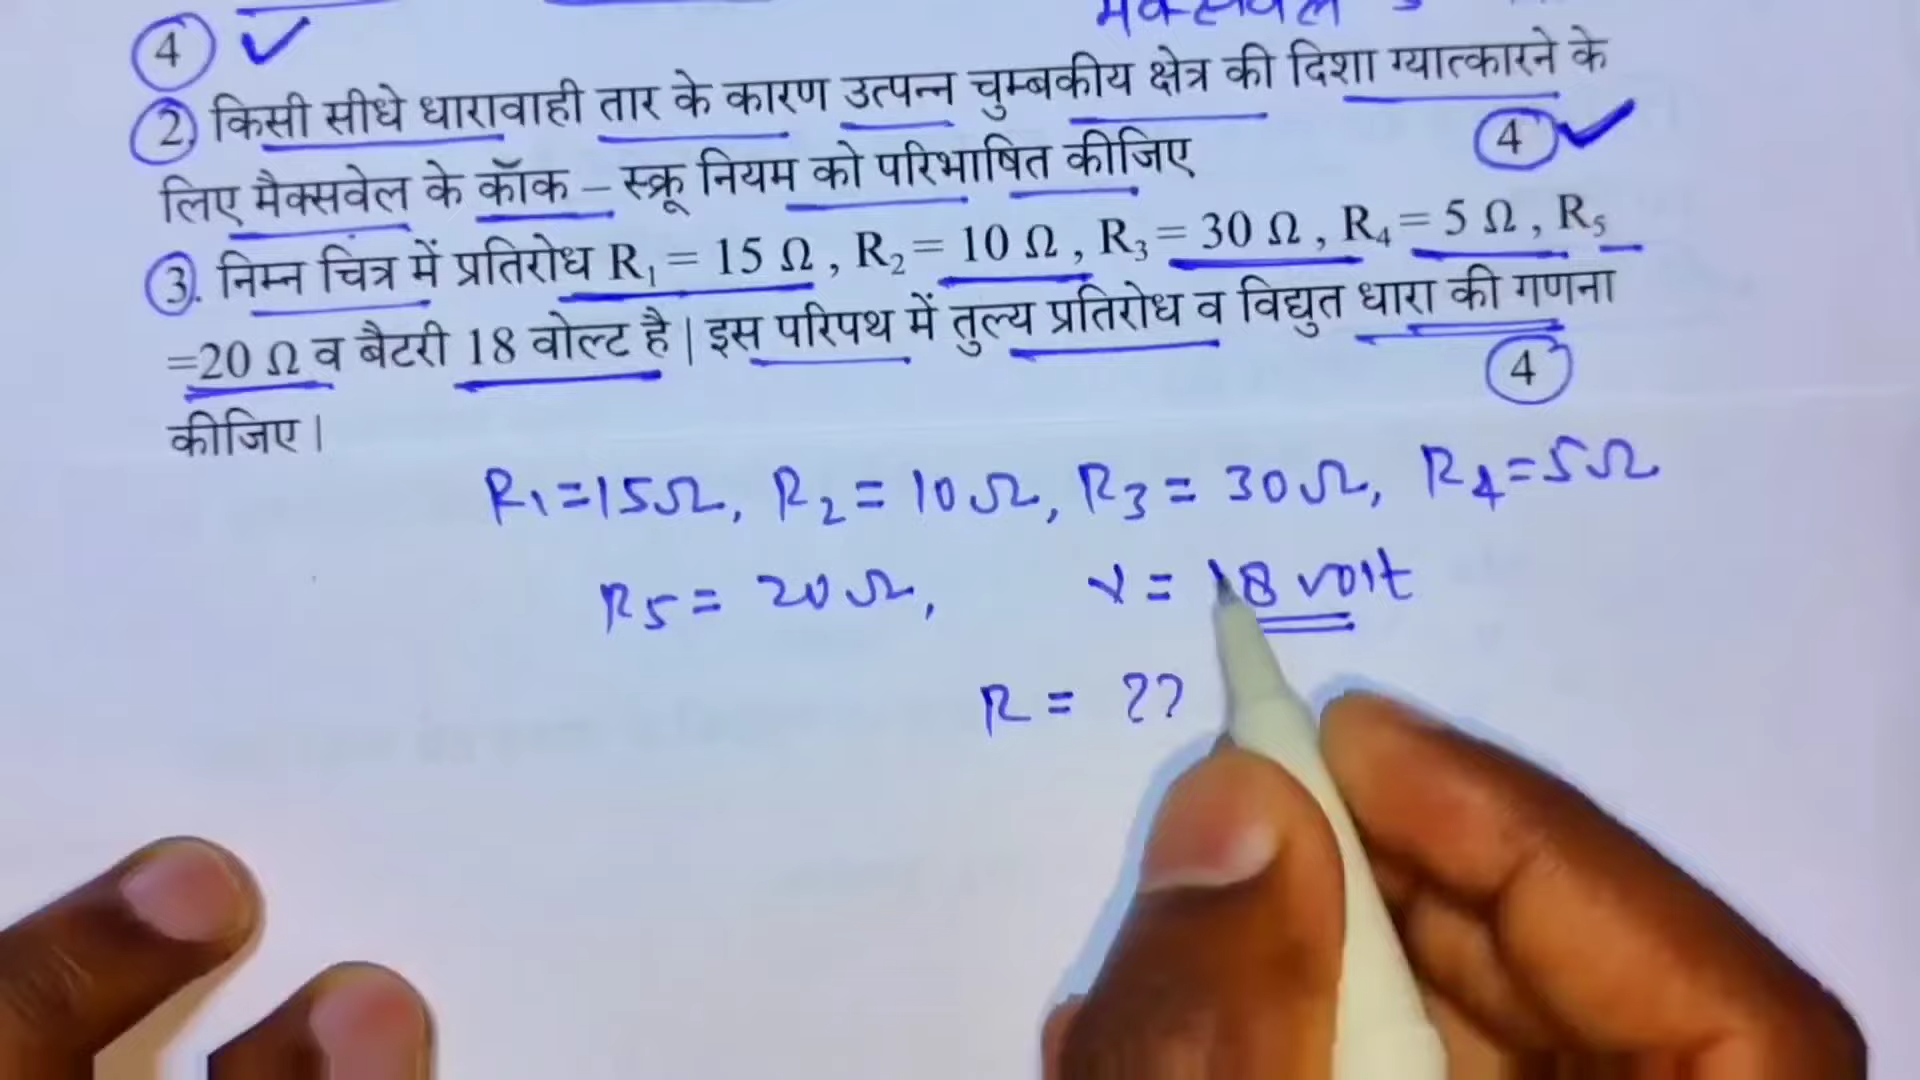 मैक्सवेल
4
2. किसी सीधे धारावाही तार के कारण उत्पन्न चुम्बकीय क्षेत्र की दिशा ग्यात्कारने के
लिए मैक्सवेल के कॉक – स्क्रू नियम को परिभाषित कीजिए 4
3. निम्न चित्र में प्रतिरोध R₁ = 15 Ω , R₂ = 10 Ω , R₃ = 30 Ω , R₄ = 5 Ω , R₅
=20 Ω व बैटरी 18 वोल्ट है | इस परिपथ में तुल्य प्रतिरोध व विद्युत धारा की गणना
कीजिए | 4
R₁=15Ω, R₂ = 10Ω, R₃ = 30Ω, R₄=5Ω
R₅ = 20Ω, V = 18 volt
R = ??